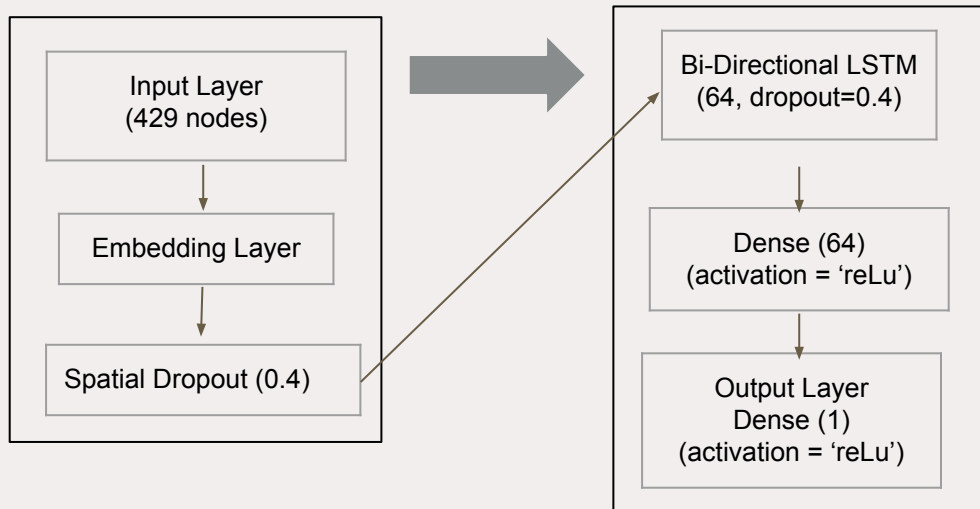 Input Layer
(429 nodes)
Embedding Layer
Spatial Dropout (0.4)
Bi-Directional LSTM
(64, dropout=0.4)
Dense (64)
(activation = ‘reLu’)
Output Layer
Dense (1)
(activation = ‘reLu’)